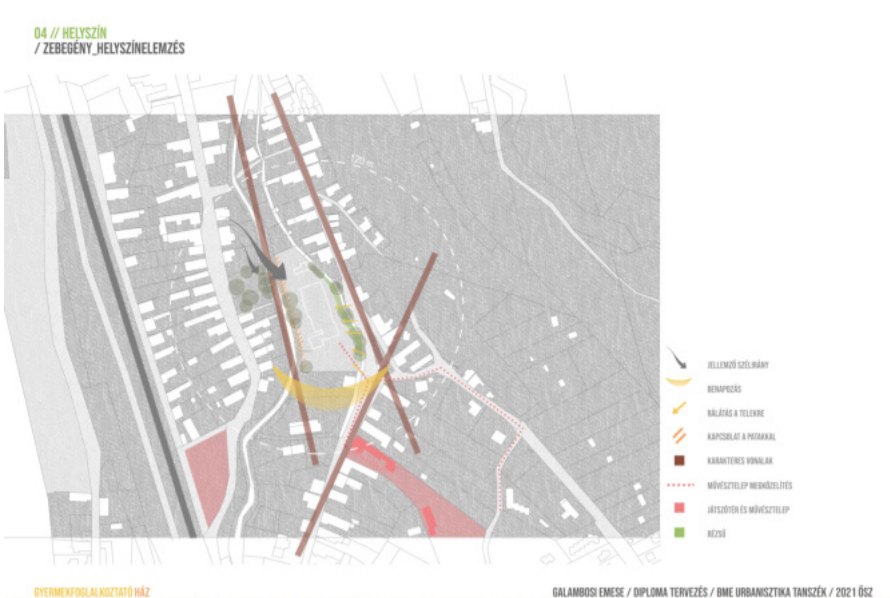 04 // HELYSZÍN
/ ZEBEGÉNY_HELYSZÍNELEMZÉS
120 m
JELLEMZŐ SZÉLIRÁNY
BENAPOZÁS
RÁLÁTÁS A TELEKRE
KAPCSOLAT A PATAKKAL
KARAKTERES VONALAK
MŰVÉSZTELEP MEGKÖZELÍTÉS
JÁTSZÓTÉR ÉS MŰVÉSZTELEP
RÉZSŰ
GYERMEKFOGLALKOZTATÓ HÁZ
GALAMBOSI EMESE / DIPLOMA TERVEZÉS / BME URBANISZTIKA TANSZÉK / 2021 ŐSZ